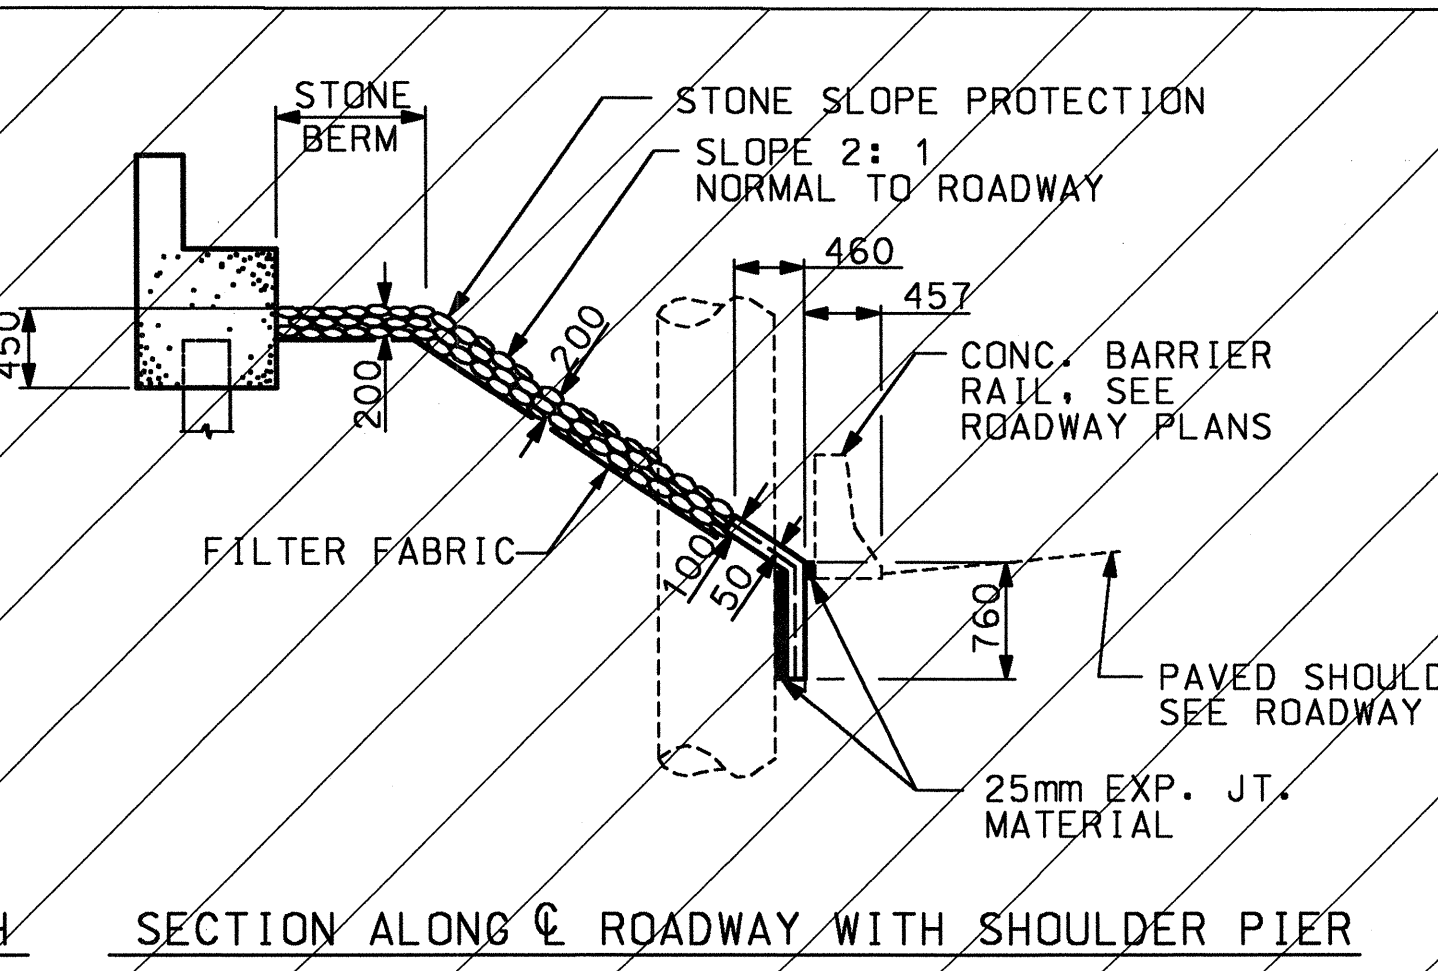 STONE
BERM
STONE SLOPE PROTECTION
SLOPE 2: 1
NORMAL TO ROADWAY
460
457
450
200
200
CONC. BARRIER
RAIL, SEE
ROADWAY PLANS
FILTER FABRIC
100
50
760
PAVED SHOULD
SEE ROADWAY
25mm EXP. JT.
MATERIAL
H
SECTION ALONG ℄ ROADWAY WITH SHOULDER PIER